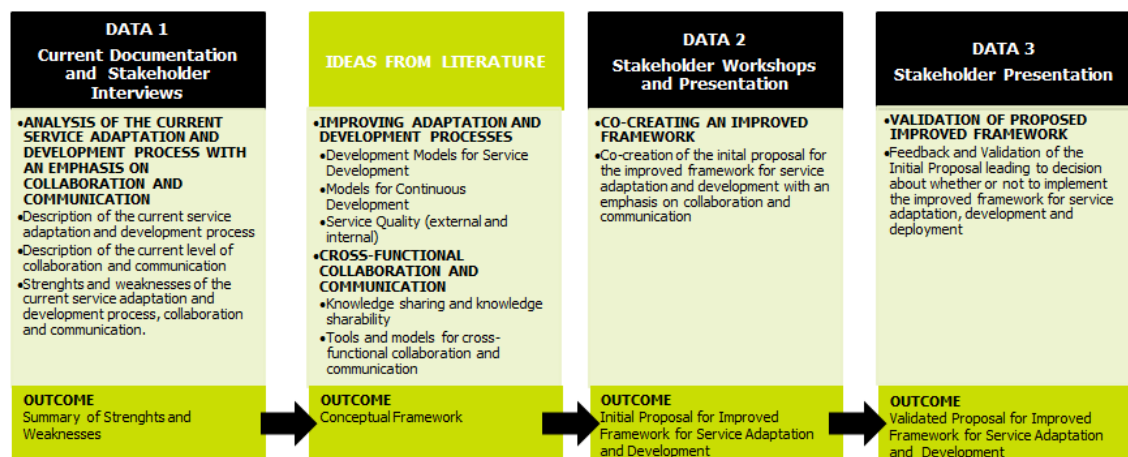 DATA 1
Current Documentation
and Stakeholder
Interviews
•ANALYSIS OF THE CURRENT
SERVICE ADAPTATION AND
DEVELOPMENT PROCESS WITH
AN EMPHASIS ON
COLLABORATION AND
COMMUNICATION
•Description of the current service
adaptation and development process
•Description of the current level of
collaboration and communication
•Strenghts and weaknesses of the
current service adaptation and
development process, collaboration
and communication.
OUTCOME
Summary of Strenghts and
Weaknesses
IDEAS FROM LITERATURE
•IMPROVING ADAPTATION AND
DEVELOPMENT PROCESSES
•Development Models for Service
Development
•Models for Continuous
Development
•Service Quality (external and
internal)
•CROSS-FUNCTIONAL
COLLABORATION AND
COMMUNICATION
•Knowledge sharing and knowledge
sharability
•Tools and models for cross-
functional collaboration and
communication
OUTCOME
Conceptual Framework
DATA 2
Stakeholder Workshops
and Presentation
•CO-CREATING AN IMPROVED
FRAMEWORK
•Co-creation of the inital proposal for
the improved framework for service
adaptation and development with an
emphasis on collaboration and
communication
OUTCOME
Initial Proposal for Improved
Framework for Service Adaptation
and Development
DATA 3
Stakeholder Presentation
•VALIDATION OF PROPOSED
IMPROVED FRAMEWORK
•Feedback and Validation of the
Initial Proposal leading to decision
about whether or not to implement
the improved framework for service
adaptation, development and
deployment
OUTCOME
Validated Proposal for Improved
Framework for Service Adaptation
and Development